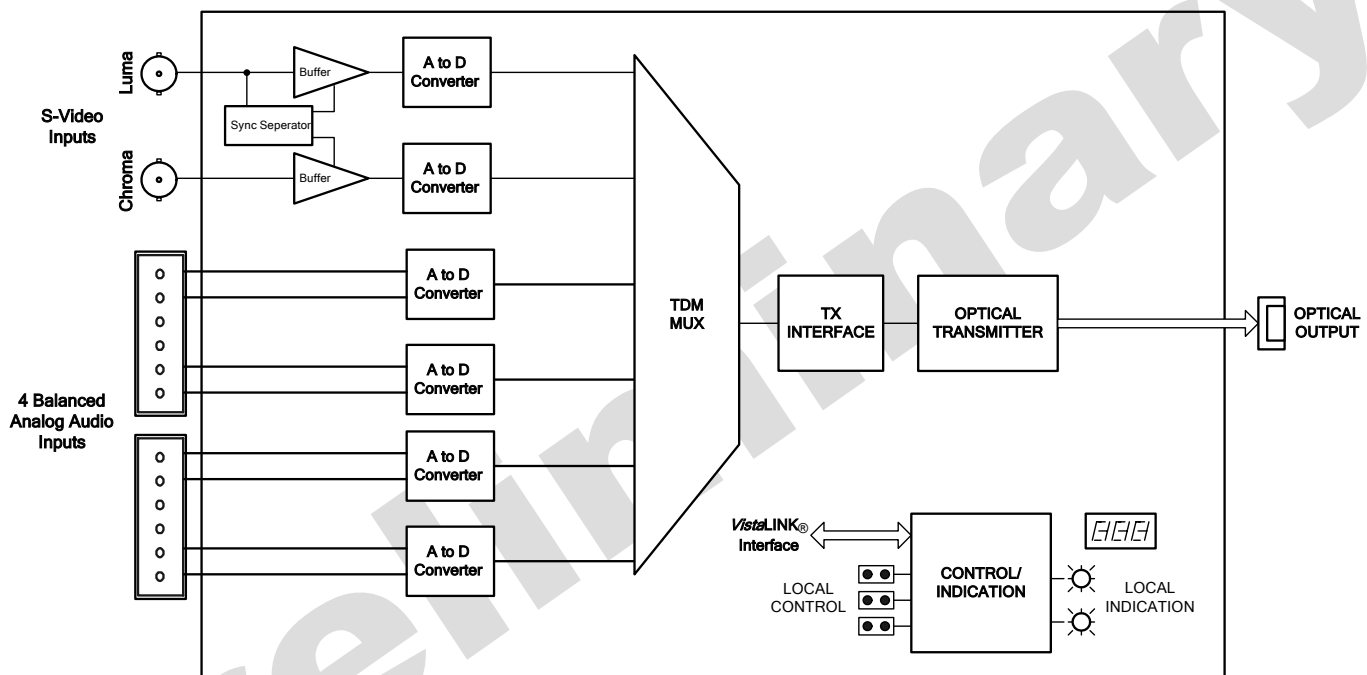 Luma
S-Video
Inputs
Chroma
Buffer
Sync Seperator
Buffer
A to D
Converter
A to D
Converter
4 Balanced
Analog Audio
Inputs
A to D
Converter
A to D
Converter
A to D
Converter
A to D
Converter
TDM
MUX
TX
INTERFACE
OPTICAL
TRANSMITTER
OPTICAL
OUTPUT
VistaLINK®
Interface
LOCAL
CONTROL
CONTROL/
INDICATION
LOCAL
INDICATION
eliminary